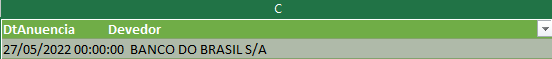 C
DtAnuencia Devedor
27/05/2022 00:00:00 BANCO DO BRASIL S/A